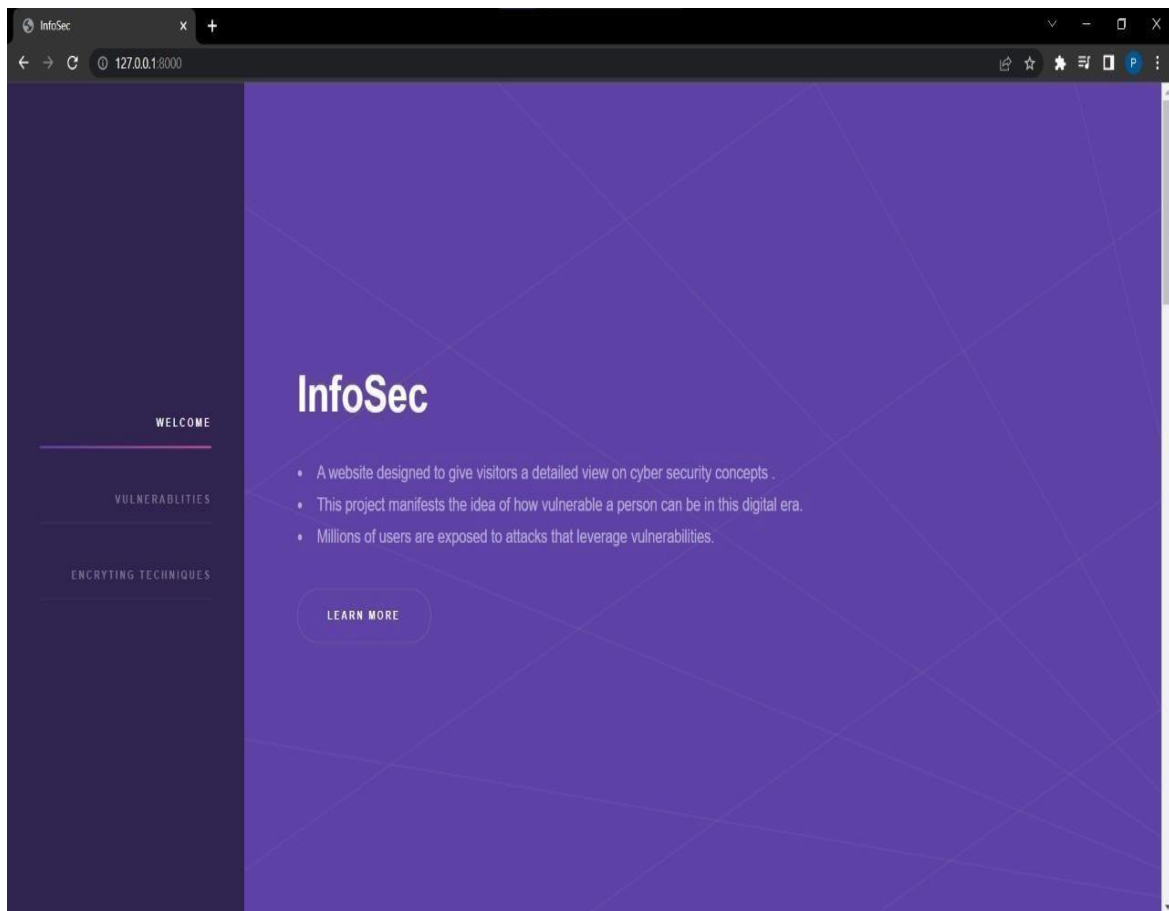 InfoSec
127.0.0.1:8000
P
WELCOME
VULNERABLITIES
ENCRYTING TECHNIQUES
InfoSec
• A website designed to give visitors a detailed view on cyber security concepts .
• This project manifests the idea of how vulnerable a person can be in this digital era.
• Millions of users are exposed to attacks that leverage vulnerabilities.
LEARN MORE